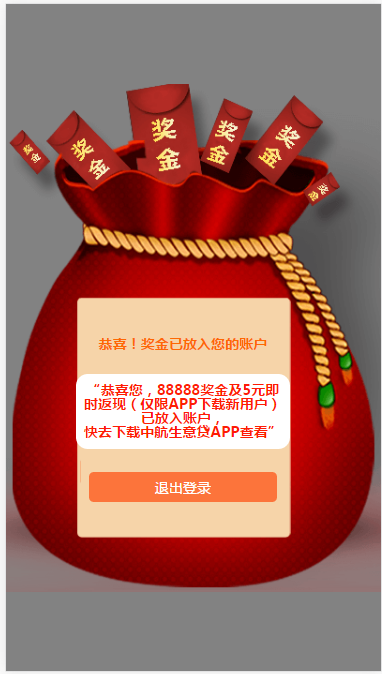 奖金
奖金
奖金
奖金
奖金
奖金
恭喜！奖金已放入您的账户
“恭喜您，88888奖金及5元即
时返现（仅限APP下载新用户）
已放入账户，
快去下载中航生意贷APP查看”
退出登录